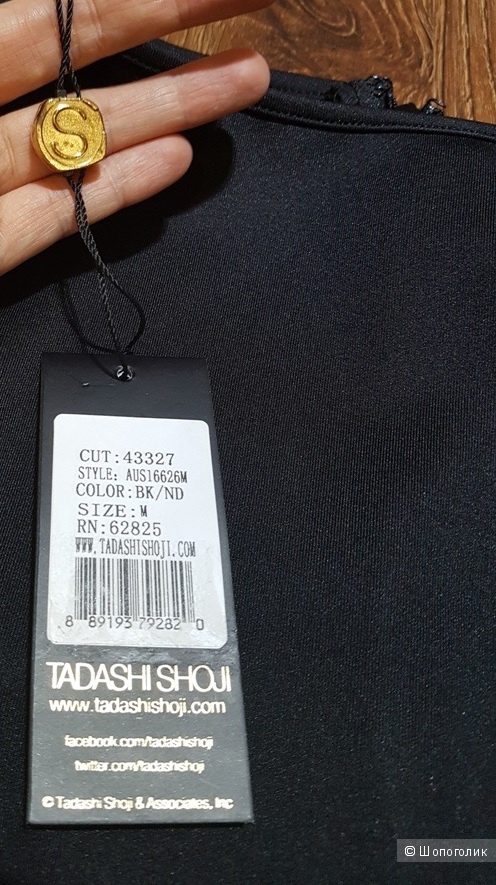 S
CUT:43327
STYLE: AUS16626M
COLOR:BK/ND
SIZE:M
RN:62825
WWW.TADASHISHOJI.COM
8 89193 79282 0
TADASHI SHOJI
www.tadashishoji.com
facebook.com/tadashishoji
twitter.com/tadashishoji
© Tadashi Shoji & Associates, Inc
© Шопоголик